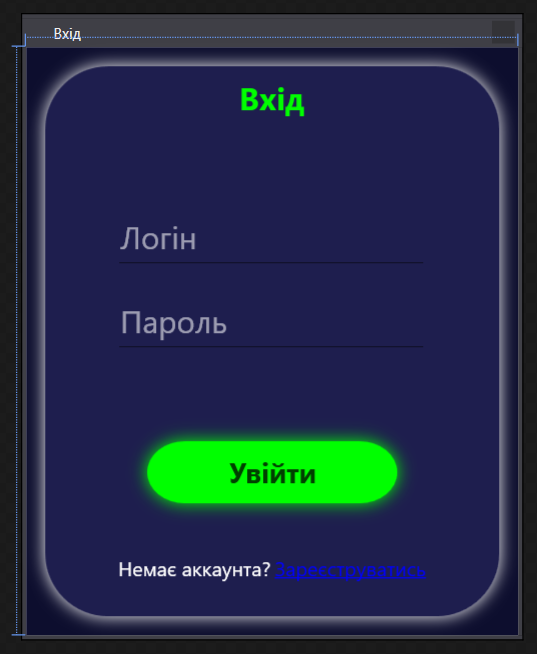 Вхід
Вхід
Логін
Пароль
Увійти
Немає аккаунта? Зареєструватись